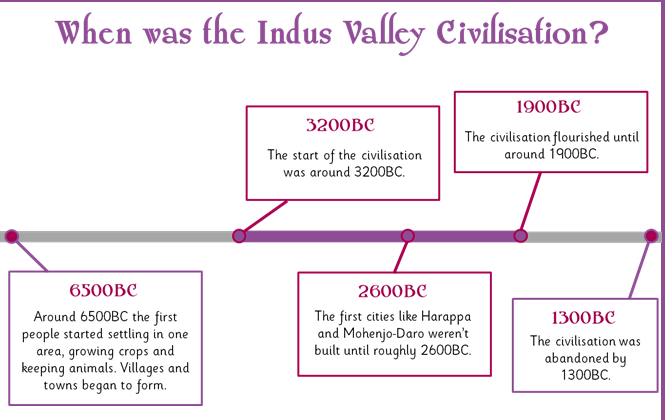 When was the Indus Valley Civilisation?
3200BC
The start of the civilisation
was around 3200BC.
1900BC
The civilisation flourished until
around 1900BC.
6500BC
Around 6500BC the first
people started settling in one
area, growing crops and
keeping animals. Villages and
towns began to form.
2600BC
The first cities like Harappa
and Mohenjo-Daro weren't
built until roughly 2600BC.
1300BC
The civilisation was
abandoned by
1300BC.